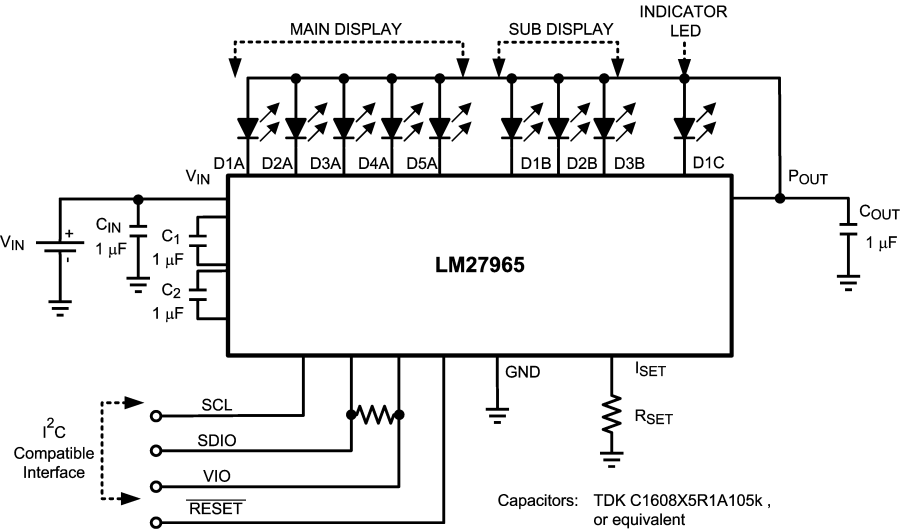 INDICATOR
LED
MAIN DISPLAY
SUB DISPLAY
D1A
D2A
D3A
D4A
D5A
D1B
D2B
D3B
D1C
VIN
POUT
VIN
+
-
CIN
1 µF
C1
1 µF
C2
1 µF
LM27965
COUT
1 µF
GND
ISET
RSET
I2C
Compatible
Interface
SCL
SDIO
VIO
RESET
Capacitors: TDK C1608X5R1A105k ,
or equivalent